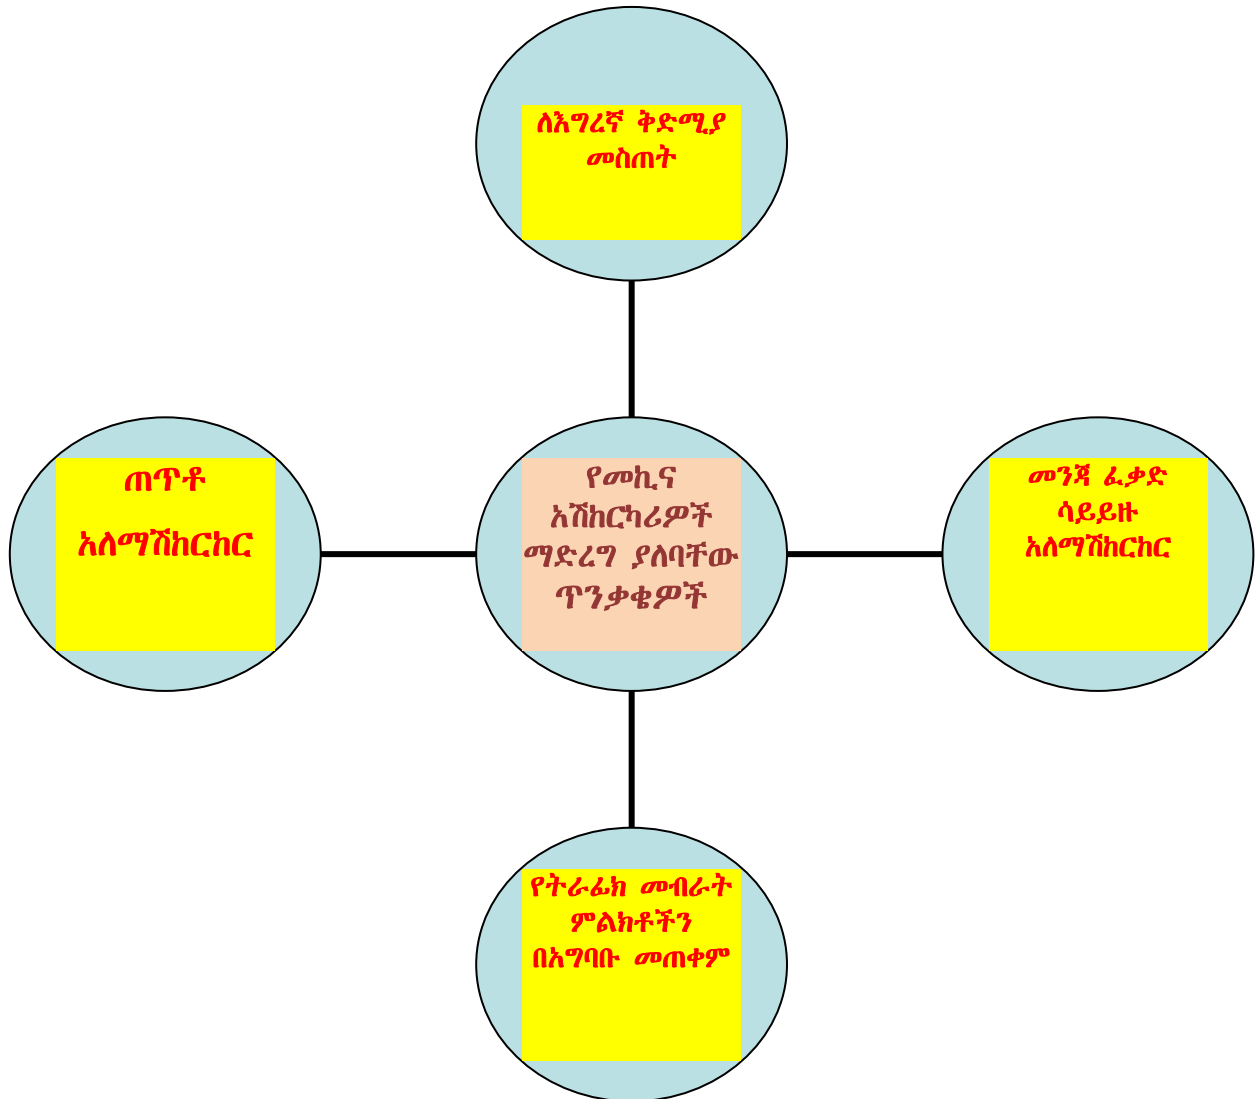 ለእግረኛ ቅድሚያ
መስጠት
ጠጥቶ
አለማሽከርከር
የመኪና
አሽከርካሪዎች
ማድረግ ያለባቸው
ጥንቃቄዎች
መንጃ ፈቃድ
ሳይይዙ
አለማሽከርከር
የትራፊክ መብራት
ምልክቶችን
በአግባቡ መጠቀም